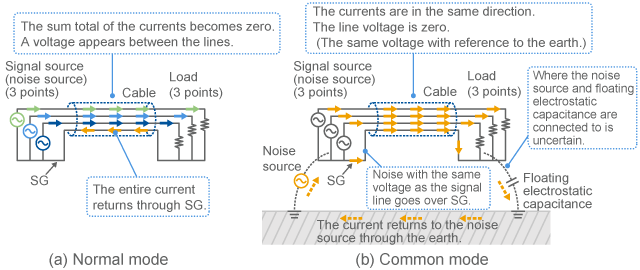 The sum total of the currents becomes zero.
A voltage appears between the lines.
Signal source
(noise source)
(3 points)
Cable
Load
(3 points)
SG
The entire current
returns through SG.
(a) Normal mode
The currents are in the same direction.
The line voltage is zero.
(The same voltage with reference to the earth.)
Signal source
(noise source)
(3 points)
Cable
Load
(3 points)
Where the noise
source and floating
electrostatic
capacitance are
connected to is
uncertain.
Noise
source
SG
Noise with the same
voltage as the signal
line goes over SG.
Floating
electrostatic
capacitance
The current returns to the noise
source through the earth.
(b) Common mode